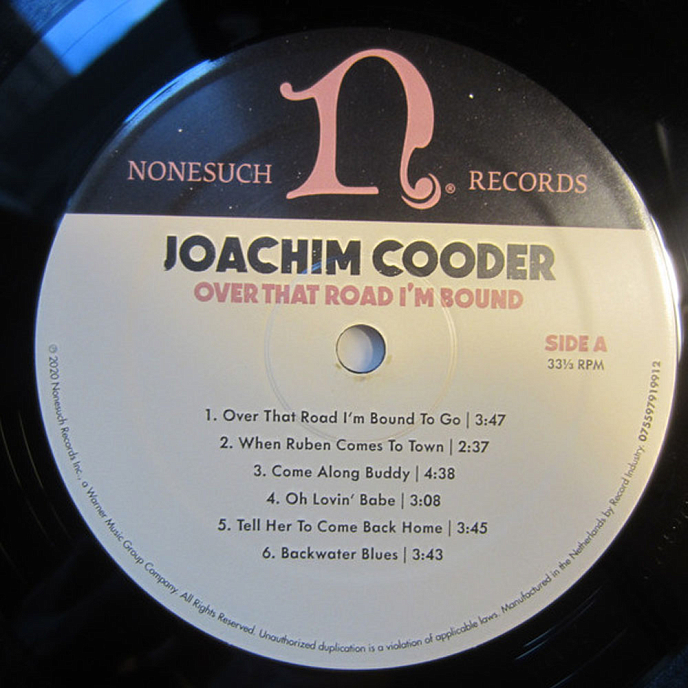 n®
NONESUCH RECORDS
JOACHIM COODER
OVER THAT ROAD I'M BOUND
SIDE A
33⅓ RPM
1. Over That Road I'm Bound To Go | 3:47
2. When Ruben Comes To Town | 2:37
3. Come Along Buddy | 4:38
4. Oh Lovin' Babe | 3:08
5. Tell Her To Come Back Home | 3:45
6. Backwater Blues | 3:43
℗ 2020 Nonesuch Records Inc., a Warner Music Group Company. All Rights Reserved. Unauthorized duplication is a violation of applicable laws. Manufactured in the Netherlands by Record Industry. 075597919912